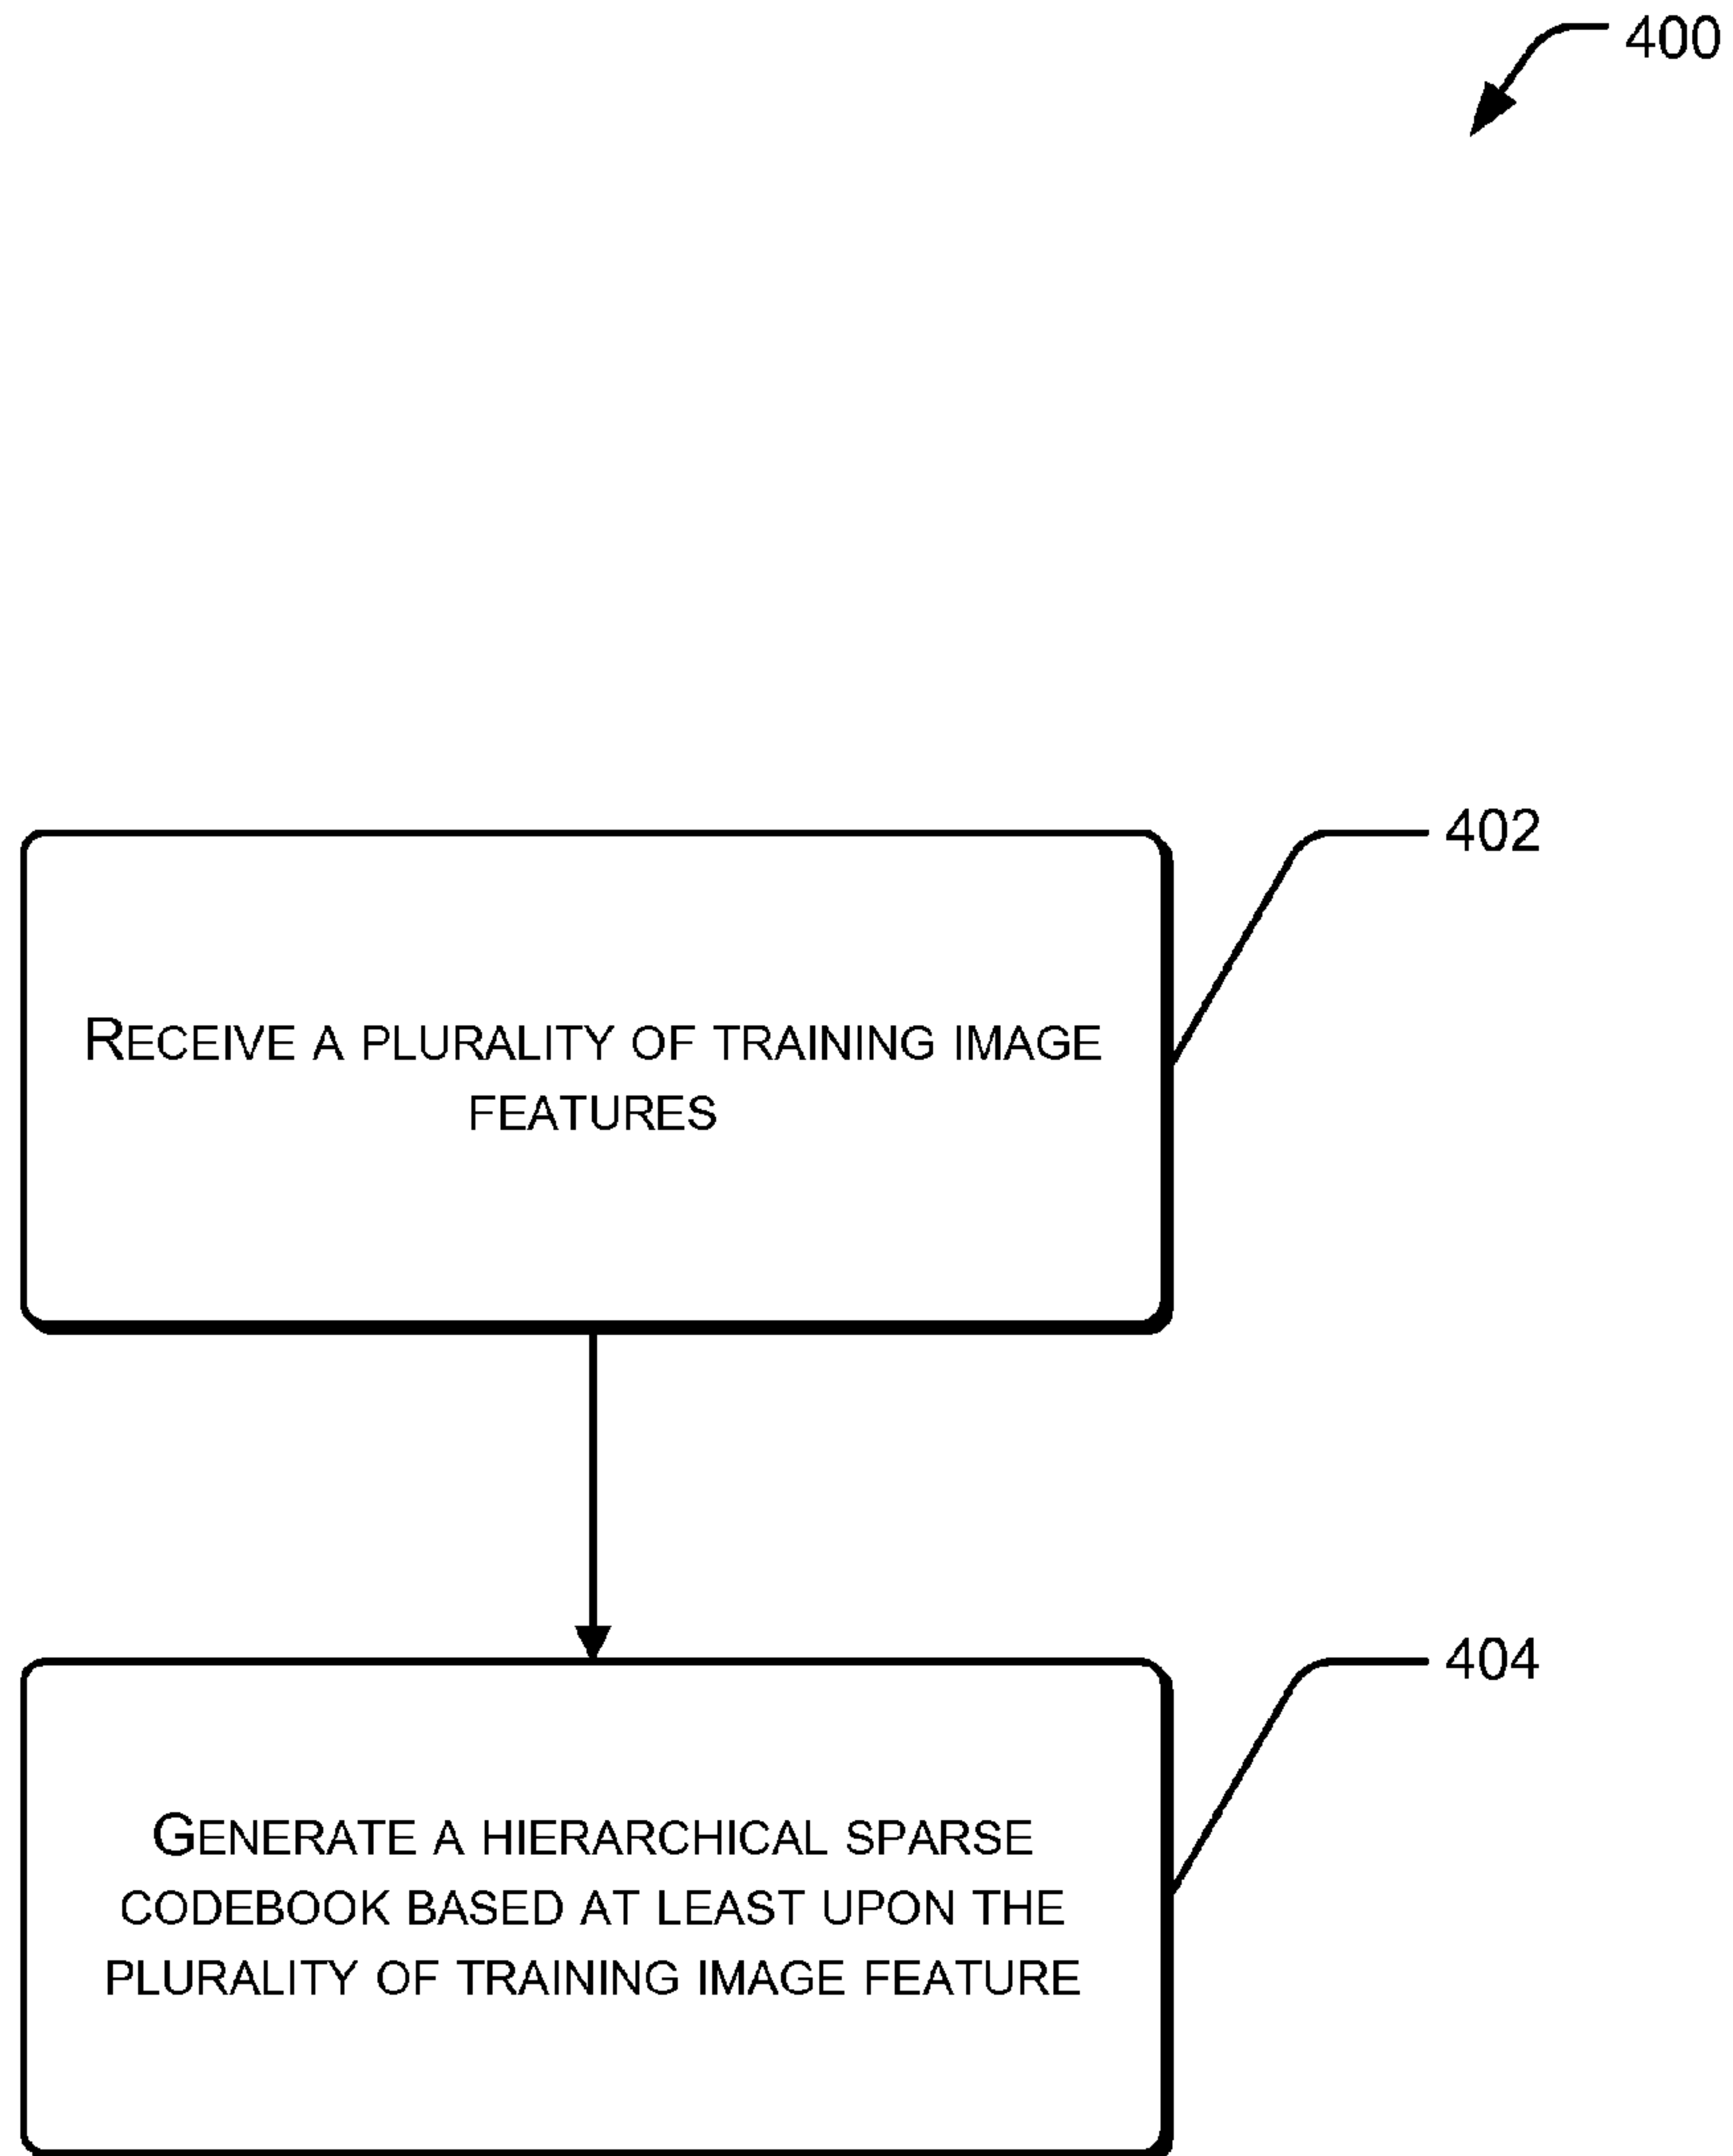 400
402
RECEIVE A PLURALITY OF TRAINING IMAGE
FEATURES
404
GENERATE A HIERARCHICAL SPARSE
CODEBOOK BASED AT LEAST UPON THE
PLURALITY OF TRAINING IMAGE FEATURE